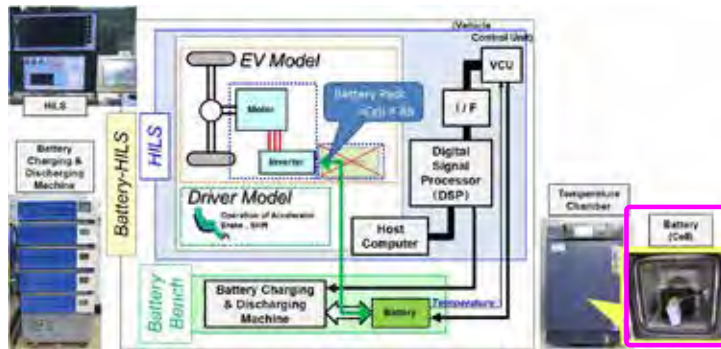 (Vehicle
Control Unit)
VCU
I / F
Digital
Signal
Processor
(DSP)
Host
Computer
EV Model
Motor
Inverter
Battery Pack
Driver Model
Operation of Accelerator
Brake , Shift
HILS
Battery-HILS
HILS
Battery
Charging &
Discharging
Machine
Battery
Bench
Battery Charging
& Discharging
Machine
Battery
Temperature
Temperature
Chamber
Battery
(Cell)